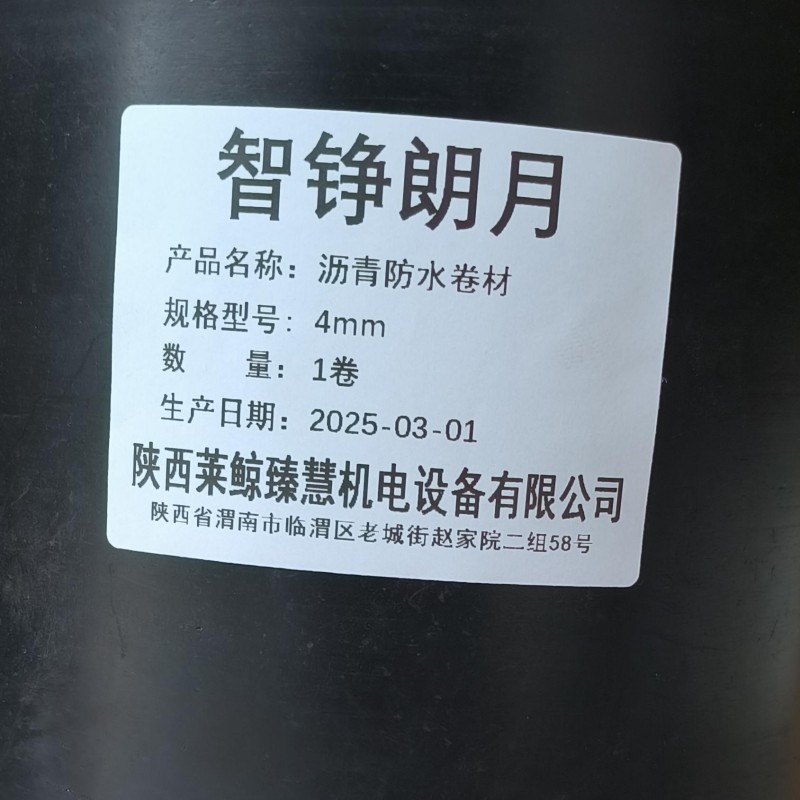 智铮朗月
产品名称：沥青防水卷材
规格型号：4mm
数 量：1卷
生产日期：2025-03-01
陕西莱鲸臻慧机电设备有限公司
陕西省渭南市临渭区老城街赵家院二组58号